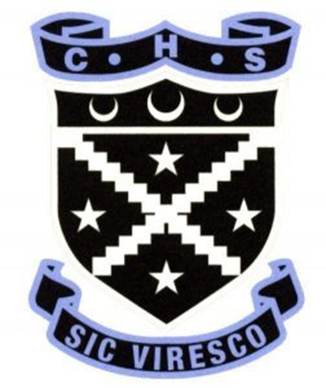 C · H · S
SIC VIRESCO